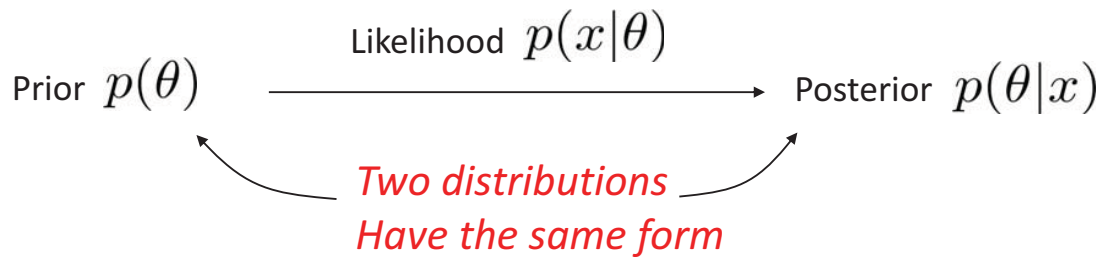 Likelihood p(x|θ)
Prior p(θ)
Posterior p(θ|x)
Two distributions
Have the same form